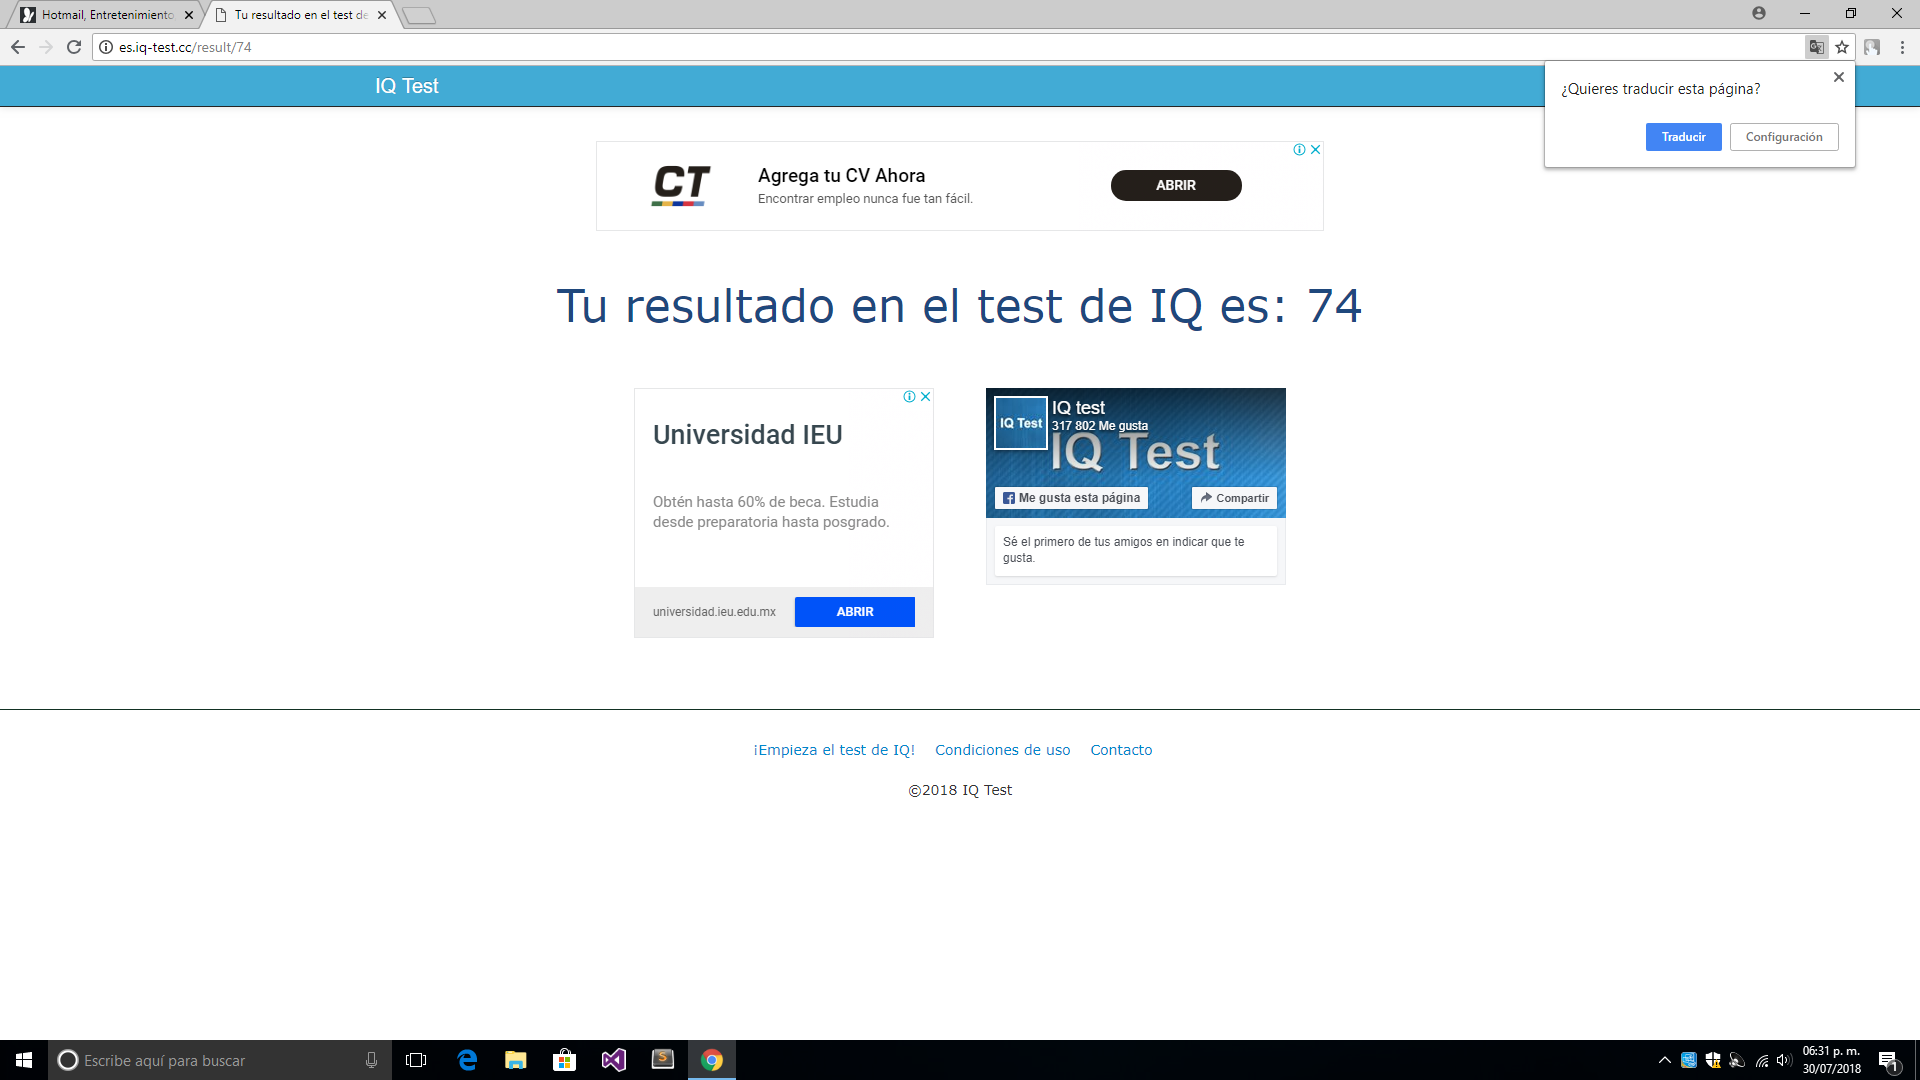 Hotmail, Entretenimiento
Tu resultado en el test de
es.iq-test.cc/result/74
IQ Test
¿Quieres traducir esta página?
Traducir
Configuración
CT
Agrega tu CV Ahora
Encontrar empleo nunca fue tan fácil.
ABRIR
Tu resultado en el test de IQ es: 74
Universidad IEU
Obtén hasta 60% de beca. Estudia
desde preparatoria hasta posgrado.
universidad.ieu.edu.mx
ABRIR
IQ Test
IQ test
317 802 Me gusta
IQ Test
Me gusta esta página
Compartir
Sé el primero de tus amigos en indicar que te
gusta.
¡Empieza el test de IQ!
Condiciones de uso
Contacto
©2018 IQ Test
Escribe aquí para buscar
06:31 p. m.
30/07/2018
1